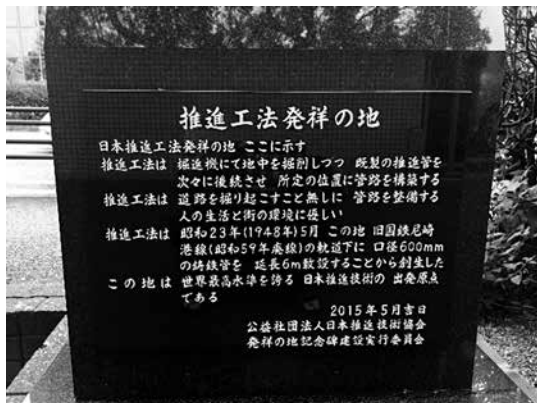 推進工法発祥の地
日本推進工法発祥の地 ここに示す
推進工法は 掘進機にて地中を掘削しつつ 既製の推進管を
次々に後続させ 所定の位置に管路を構築する
推進工法は 道路を掘り起こすこと無しに 管路を整備する
人の生活と街の環境に優しい
推進工法は 昭和23年(1948年)5月 この地 旧国鉄尼崎
港線(昭和59年廃線)の軌道下に 口径600mm
の鋳鉄管を 延長6m敷設することから創生した
この地は 世界最高水準を誇る 日本推進技術の 出発原点
である
2015年5月吉日
公益社団法人日本推進技術協会
発祥の地記念碑建設実行委員会